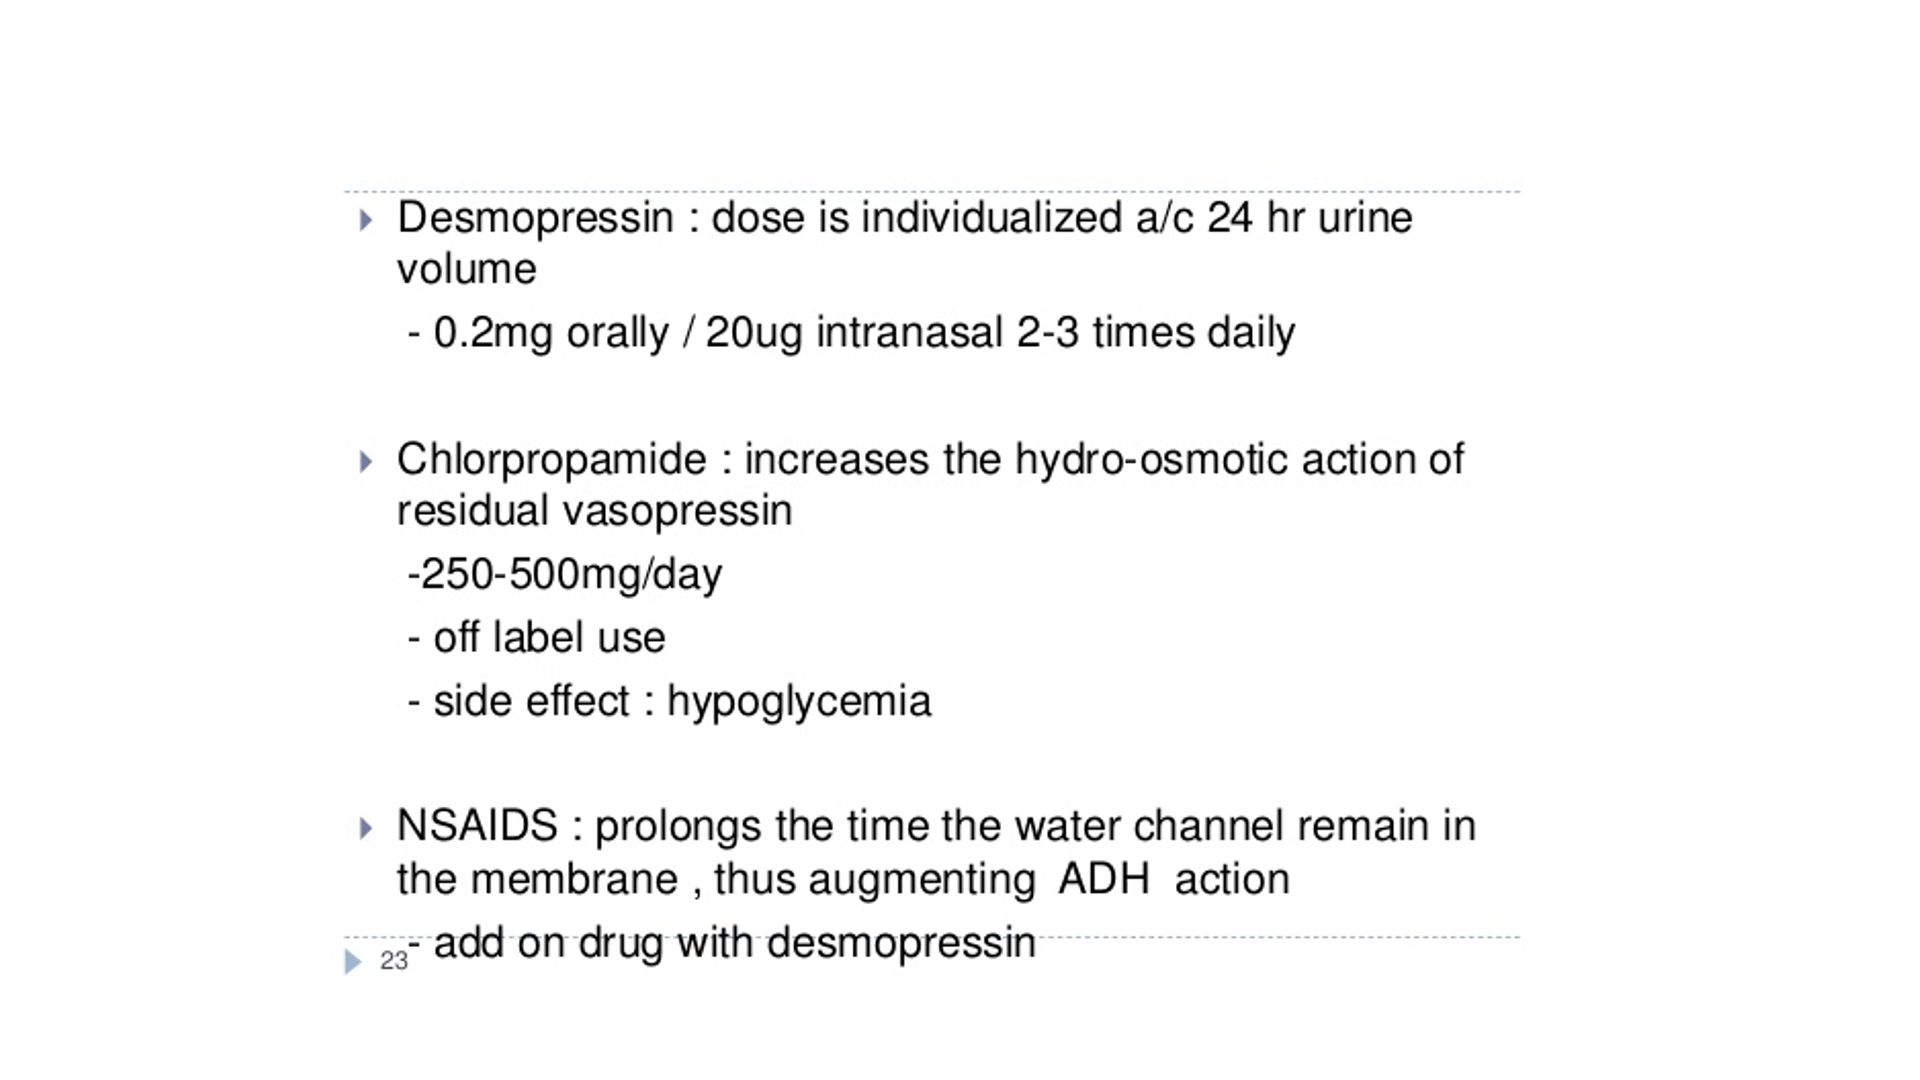 Desmopressin : dose is individualized a/c 24 hr urine
volume
- 0.2mg orally / 20ug intranasal 2-3 times daily
Chlorpropamide : increases the hydro-osmotic action of
residual vasopressin
-250-500mg/day
- off label use
- side effect : hypoglycemia
NSAIDS : prolongs the time the water channel remain in
the membrane , thus augmenting ADH action
- add on drug with desmopressin
23